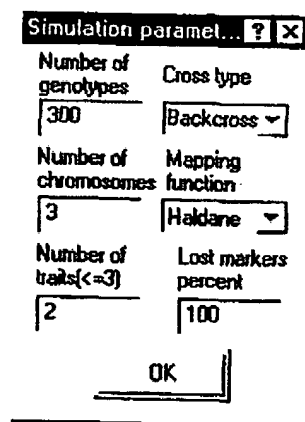 Simulation paramet... ? X
Number of genotypes
300
Cross type
Backcross
Number of chromosomes
3
Mapping function
Haldane
Number of traits(<=3)
2
Lost markers percent
100
OK